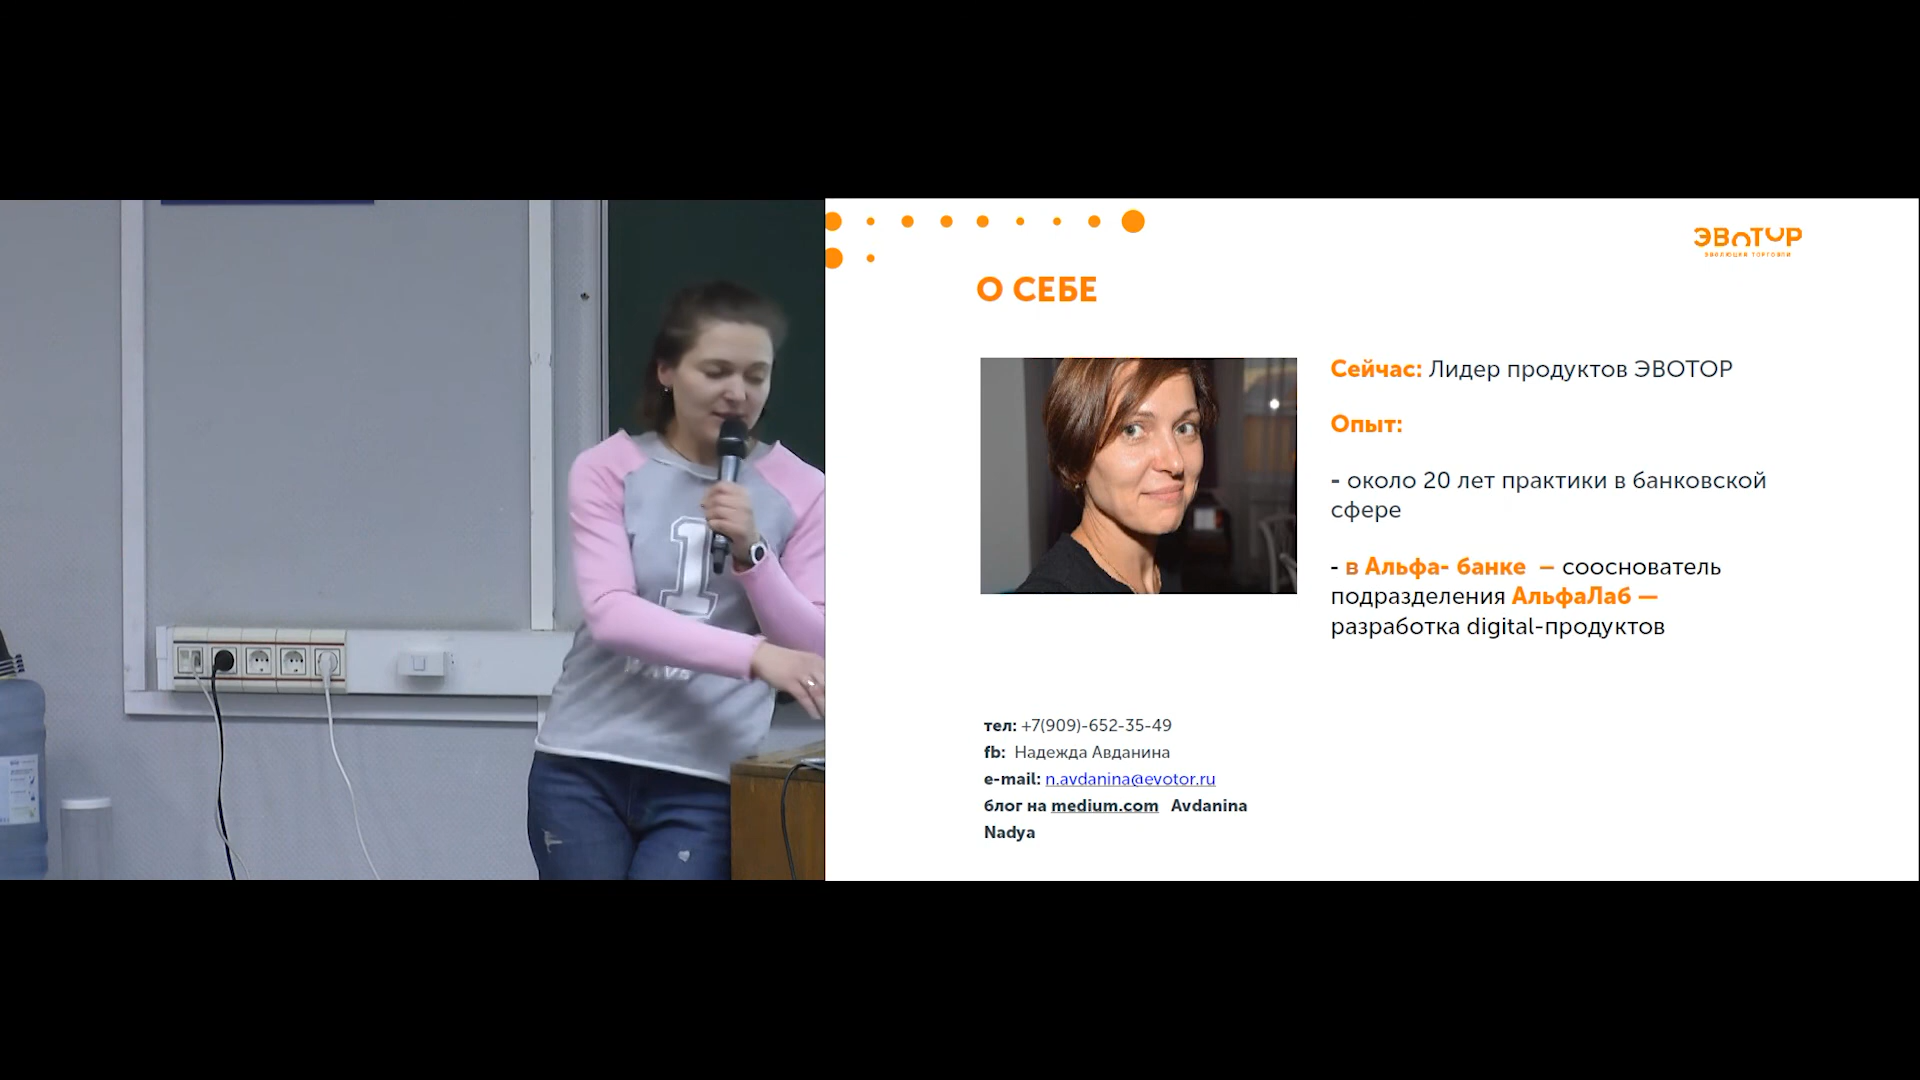 ЭВОТОР
ЭВОЛЮЦИЯ ТОРГОВЛИ
О СЕБЕ
Сейчас: Лидер продуктов ЭВОТОР
Опыт:
- около 20 лет практики в банковской
сфере
- в Альфа- банке – сооснователь
подразделения АльфаЛаб —
разработка digital-продуктов
тел: +7(909)-652-35-49
fb: Надежда Авданина
e-mail: n.avdanina@evotor.ru
блог на medium.com Avdanina
Nadya
1